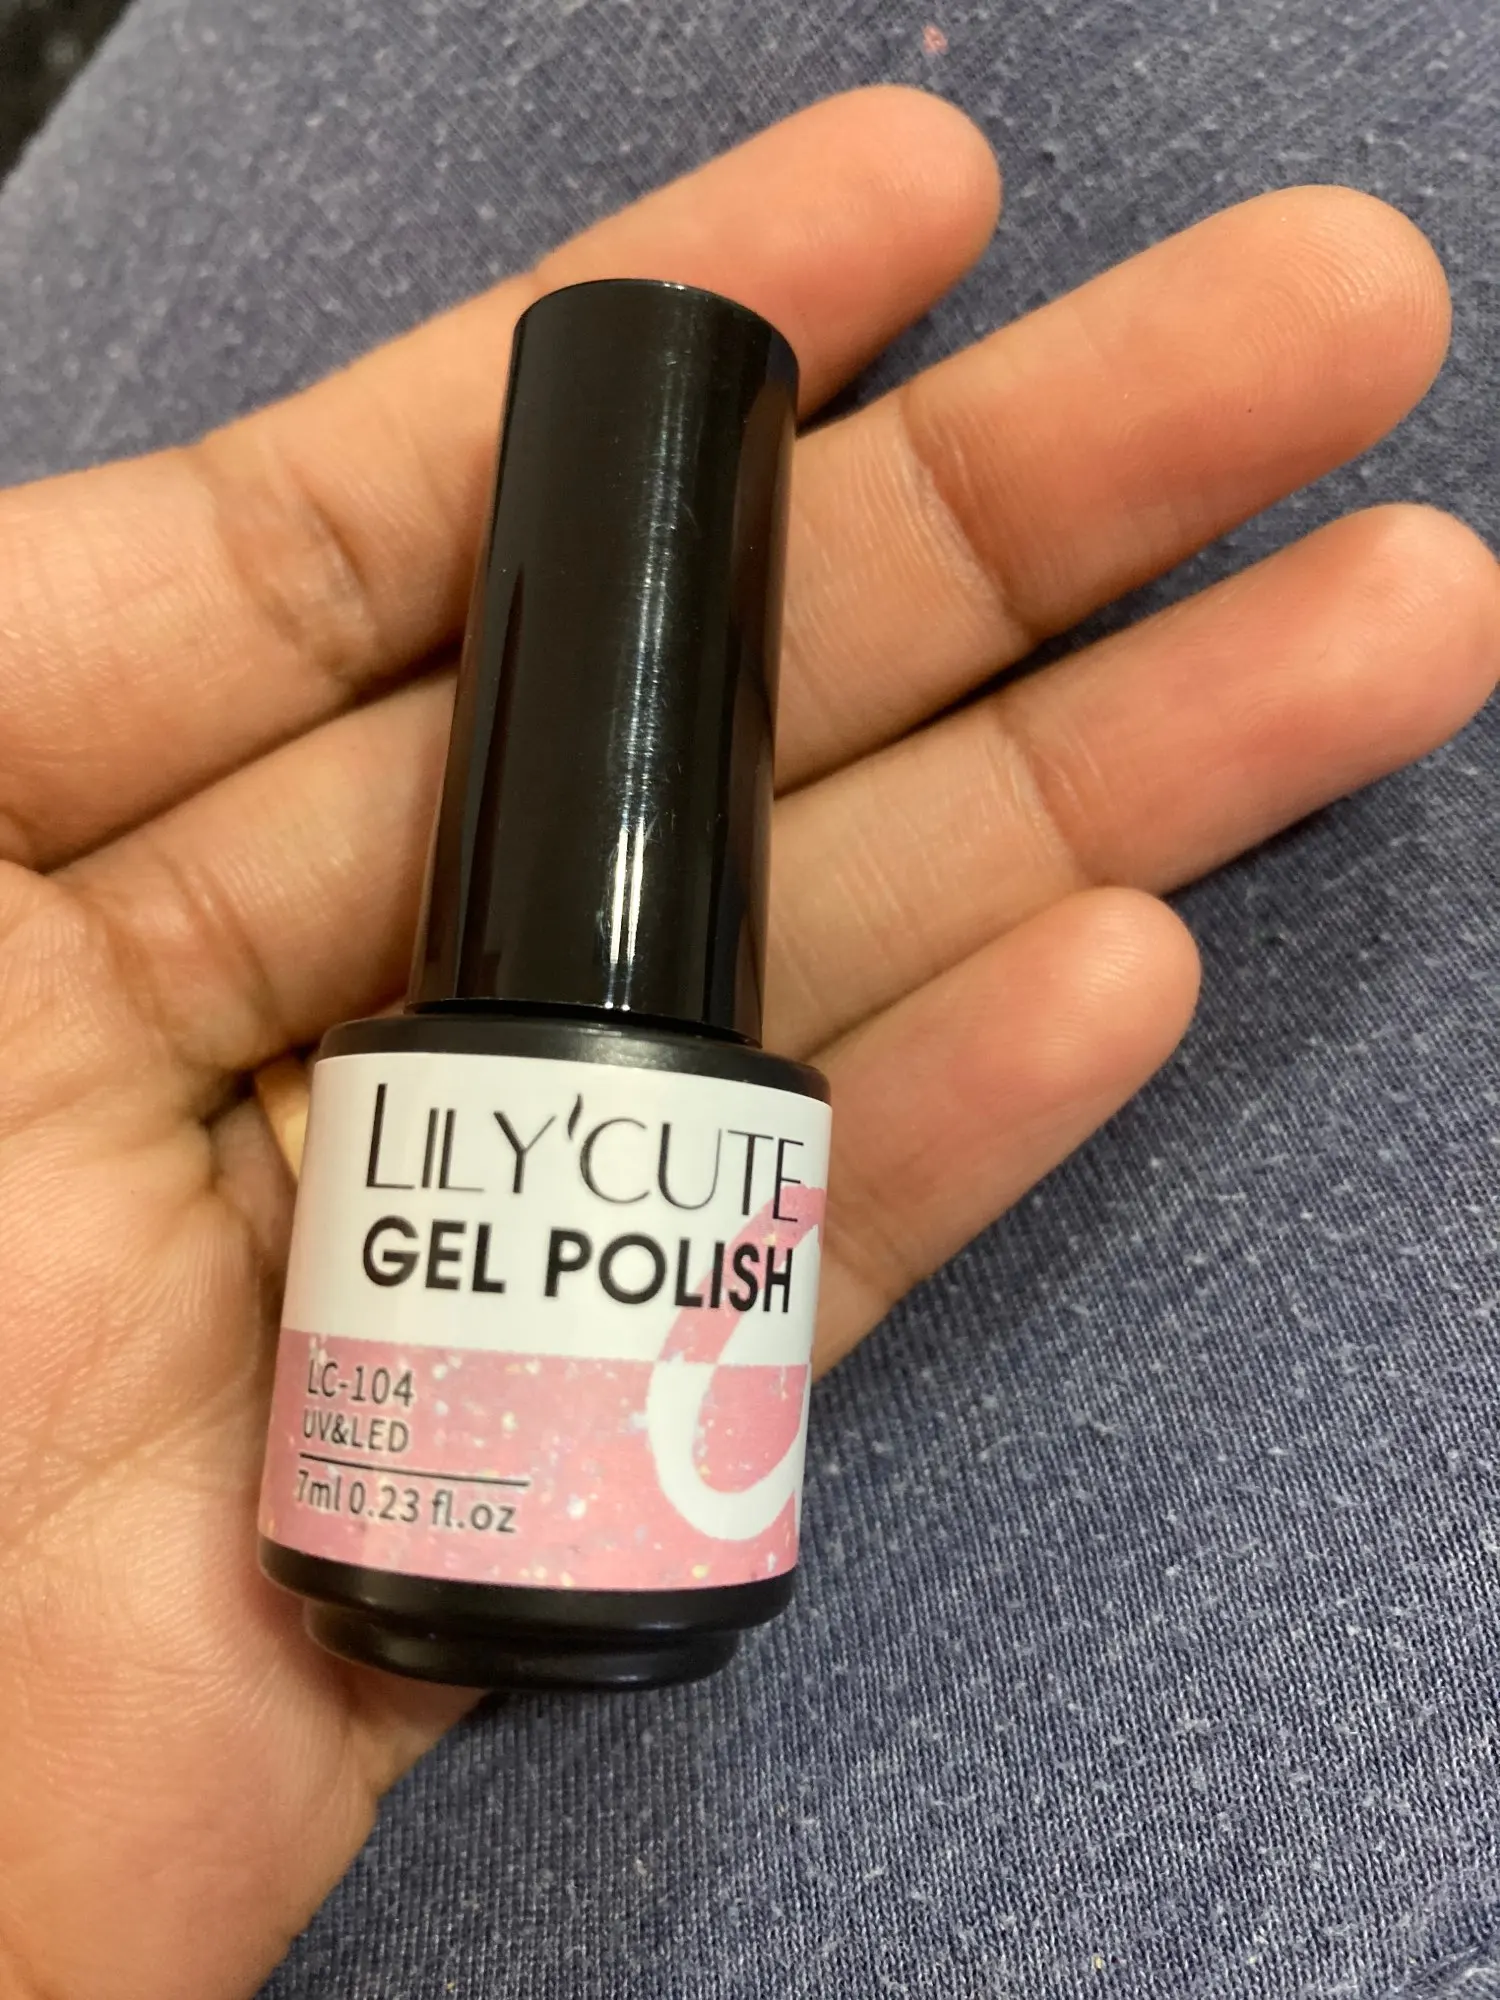 LILY'CUTE
GEL POLISH
LC-104
UV&LED
7ml 0.23 fl.oz